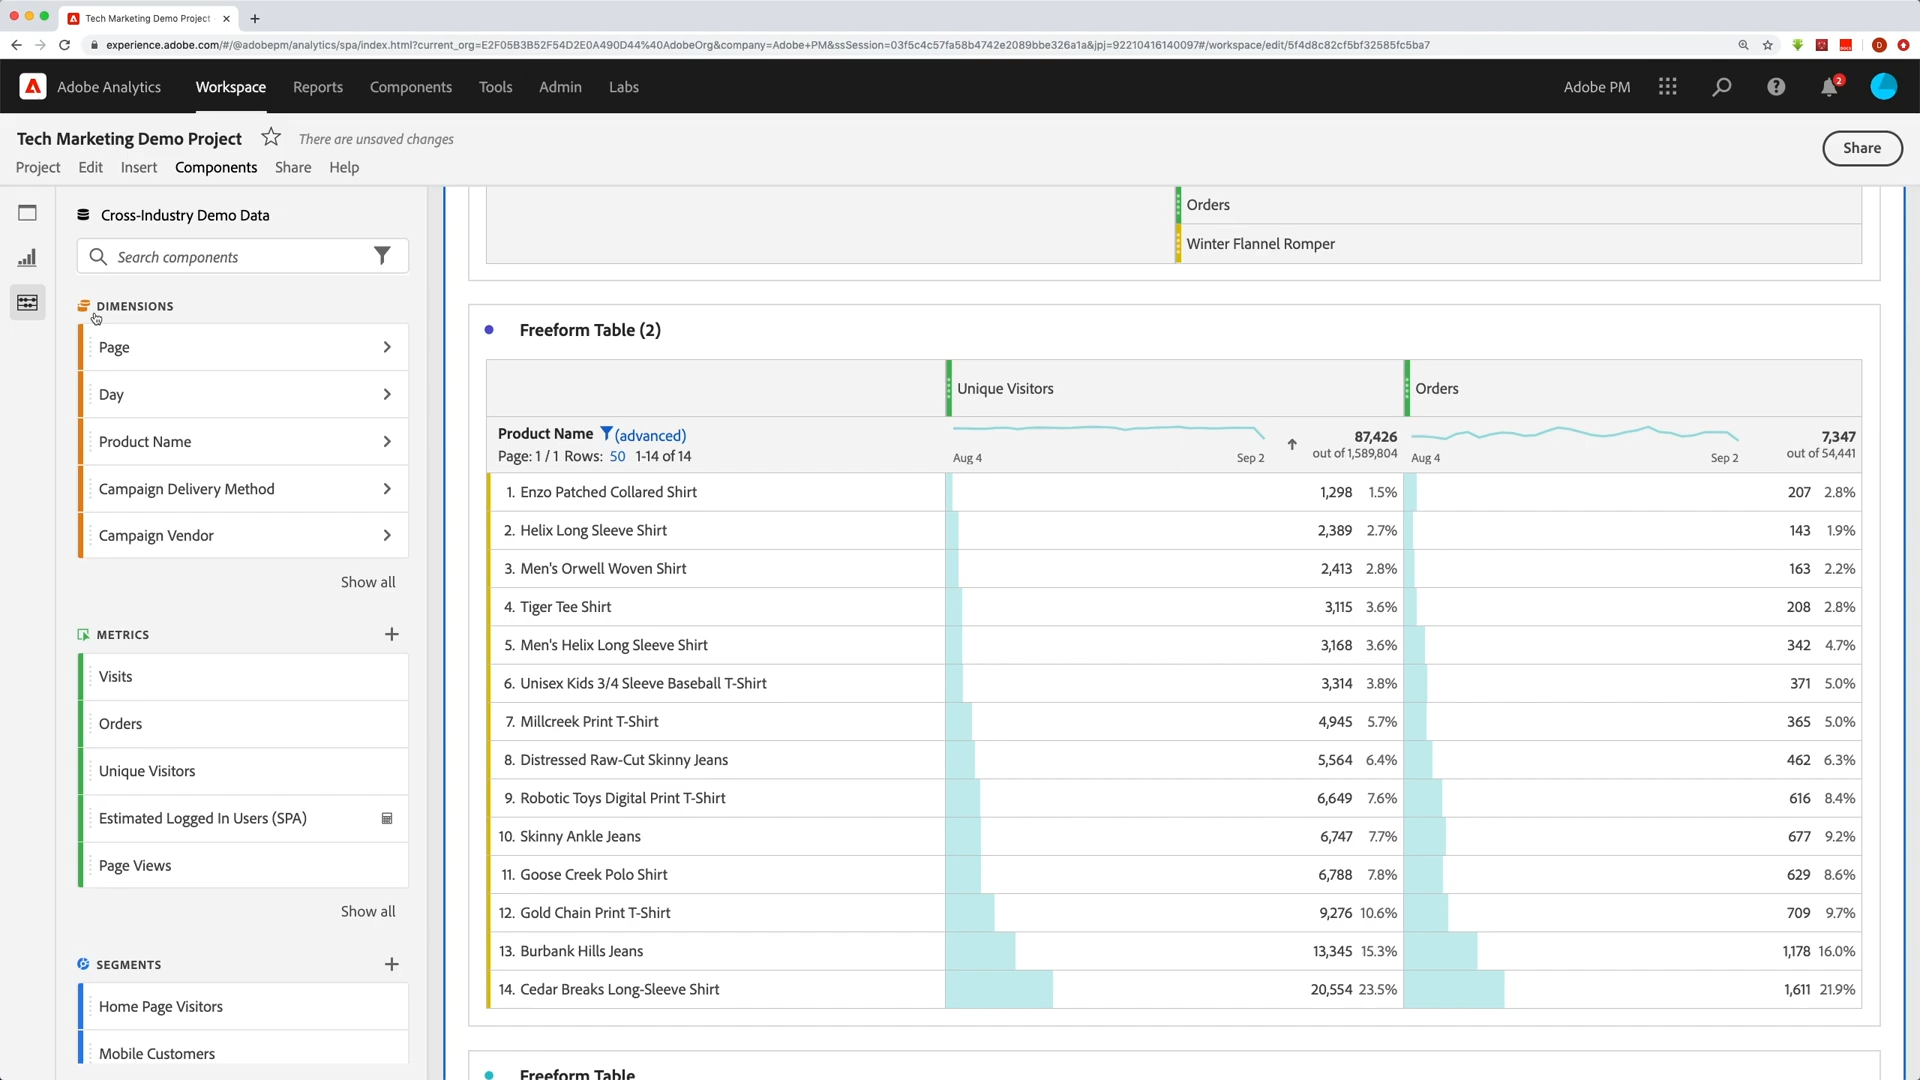 Tech Marketing Demo Project
experience.adobe.com/#/@adobepm/analytics/spa/index.html?current_org=E2F05B3B52F54D2E0A490D44%40AdobeOrg&company=Adobe+PM&ssSession=03f5c4c57fa58b4742e2089bbe326a1a&jpj=92210416140097#/workspace/edit/5f4d8c82cf5bf32585fc5ba7
Adobe Analytics Workspace Reports Components Tools Admin Labs Adobe PM 2
Tech Marketing Demo Project There are unsaved changes
Share
Project Edit Insert Components Share Help
Cross-Industry Demo Data
Search components
DIMENSIONS
Page
Day
Product Name
Campaign Delivery Method
Campaign Vendor
Show all
METRICS
Visits
Orders
Unique Visitors
Estimated Logged In Users (SPA)
Page Views
Show all
SEGMENTS
Home Page Visitors
Mobile Customers
Orders
Winter Flannel Romper
Freeform Table (2)
Unique Visitors Orders
Product Name (advanced)
Page: 1 / 1 Rows: 50 1-14 of 14
Aug 4 Sep 2
87,426
out of 1,589,804
Aug 4 Sep 2
7,347
out of 54,441
1. Enzo Patched Collared Shirt 1,298 1.5% 207 2.8%
2. Helix Long Sleeve Shirt 2,389 2.7% 143 1.9%
3. Men's Orwell Woven Shirt 2,413 2.8% 163 2.2%
4. Tiger Tee Shirt 3,115 3.6% 208 2.8%
5. Men's Helix Long Sleeve Shirt 3,168 3.6% 342 4.7%
6. Unisex Kids 3/4 Sleeve Baseball T-Shirt 3,314 3.8% 371 5.0%
7. Millcreek Print T-Shirt 4,945 5.7% 365 5.0%
8. Distressed Raw-Cut Skinny Jeans 5,564 6.4% 462 6.3%
9. Robotic Toys Digital Print T-Shirt 6,649 7.6% 616 8.4%
10. Skinny Ankle Jeans 6,747 7.7% 677 9.2%
11. Goose Creek Polo Shirt 6,788 7.8% 629 8.6%
12. Gold Chain Print T-Shirt 9,276 10.6% 709 9.7%
13. Burbank Hills Jeans 13,345 15.3% 1,178 16.0%
14. Cedar Breaks Long-Sleeve Shirt 20,554 23.5% 1,611 21.9%
Freeform Table